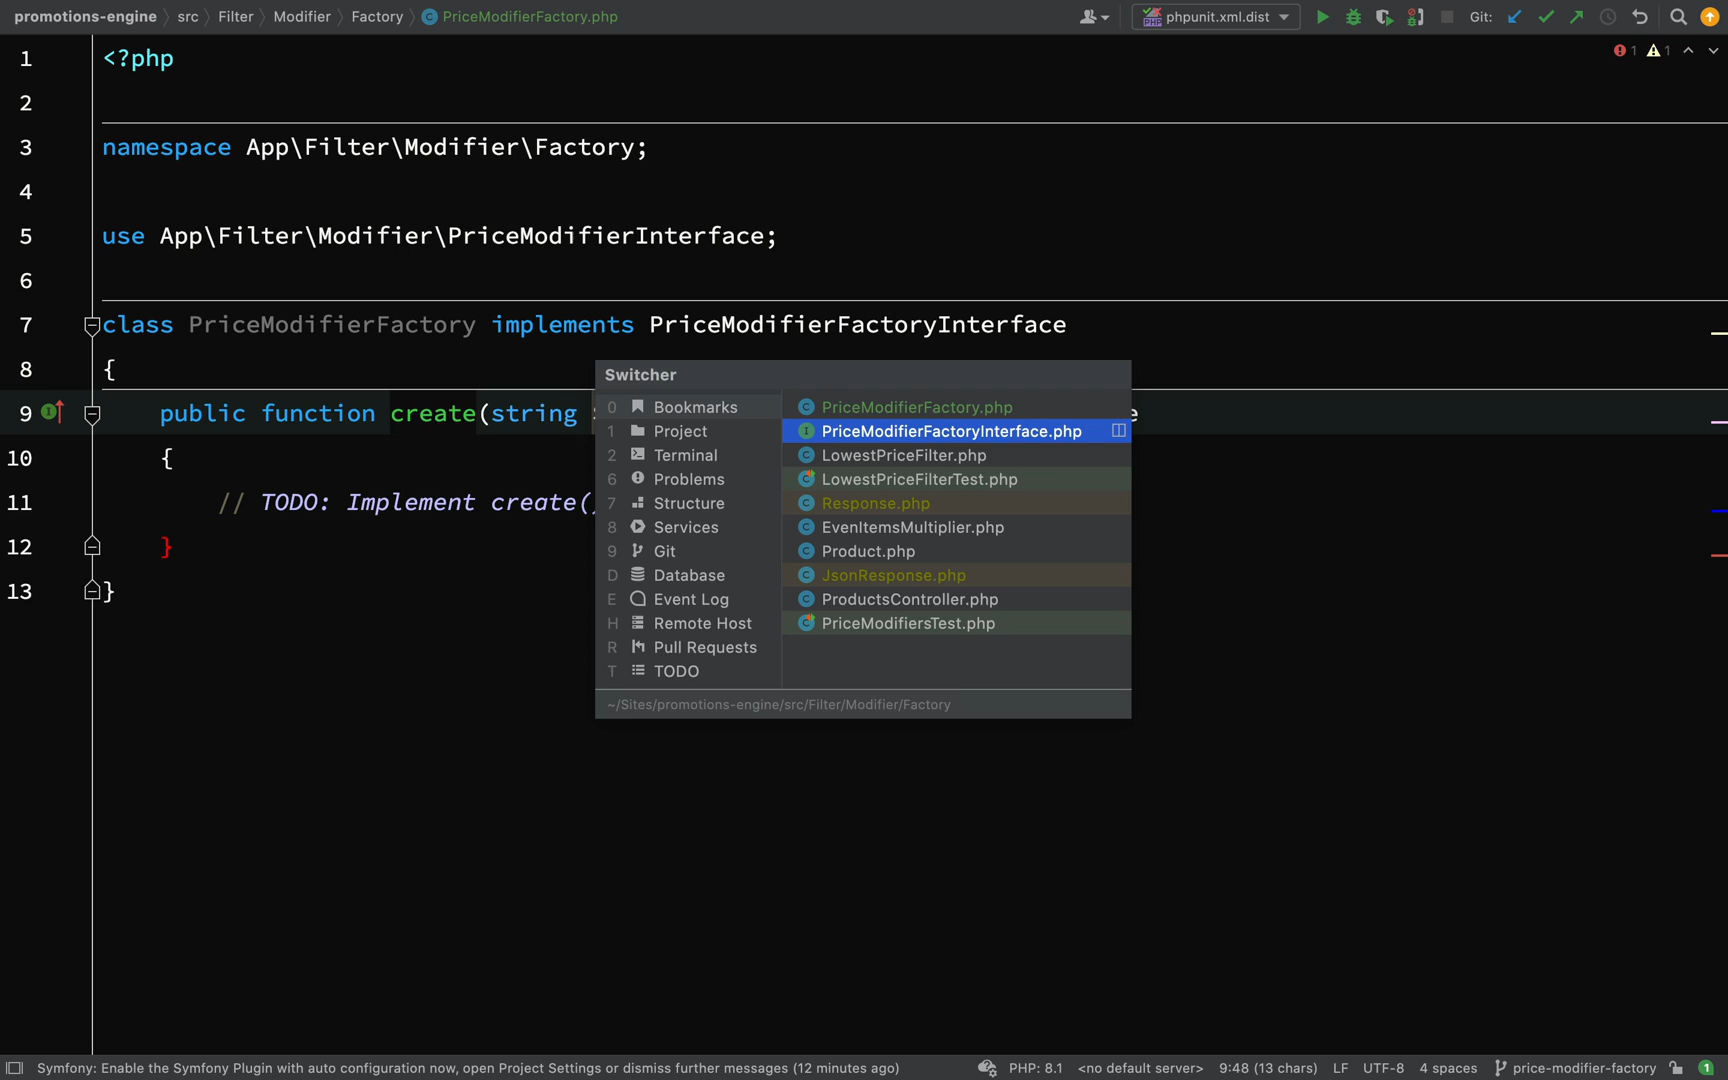 promotions-engine src Filter Modifier Factory PriceModifierFactory.php
phpunit.xml.dist Git:
1 1
1 <?php
2
3 namespace App\Filter\Modifier\Factory;
4
5 use App\Filter\Modifier\PriceModifierInterface;
6
7 class PriceModifierFactory implements PriceModifierFactoryInterface
8 {
9 public function create(string e
10 {
11 // TODO: Implement create()
12 }
13 }
Switcher
0 Bookmarks
1 Project
2 Terminal
6 Problems
7 Structure
8 Services
9 Git
D Database
E Event Log
H Remote Host
R Pull Requests
T TODO
PriceModifierFactory.php
PriceModifierFactoryInterface.php
LowestPriceFilter.php
LowestPriceFilterTest.php
Response.php
EvenItemsMultiplier.php
Product.php
JsonResponse.php
ProductsController.php
PriceModifiersTest.php
~/Sites/promotions-engine/src/Filter/Modifier/Factory
Symfony: Enable the Symfony Plugin with auto configuration now, open Project Settings or dismiss further messages (12 minutes ago) PHP: 8.1 <no default server> 9:48 (13 chars) LF UTF-8 4 spaces price-modifier-factory 1